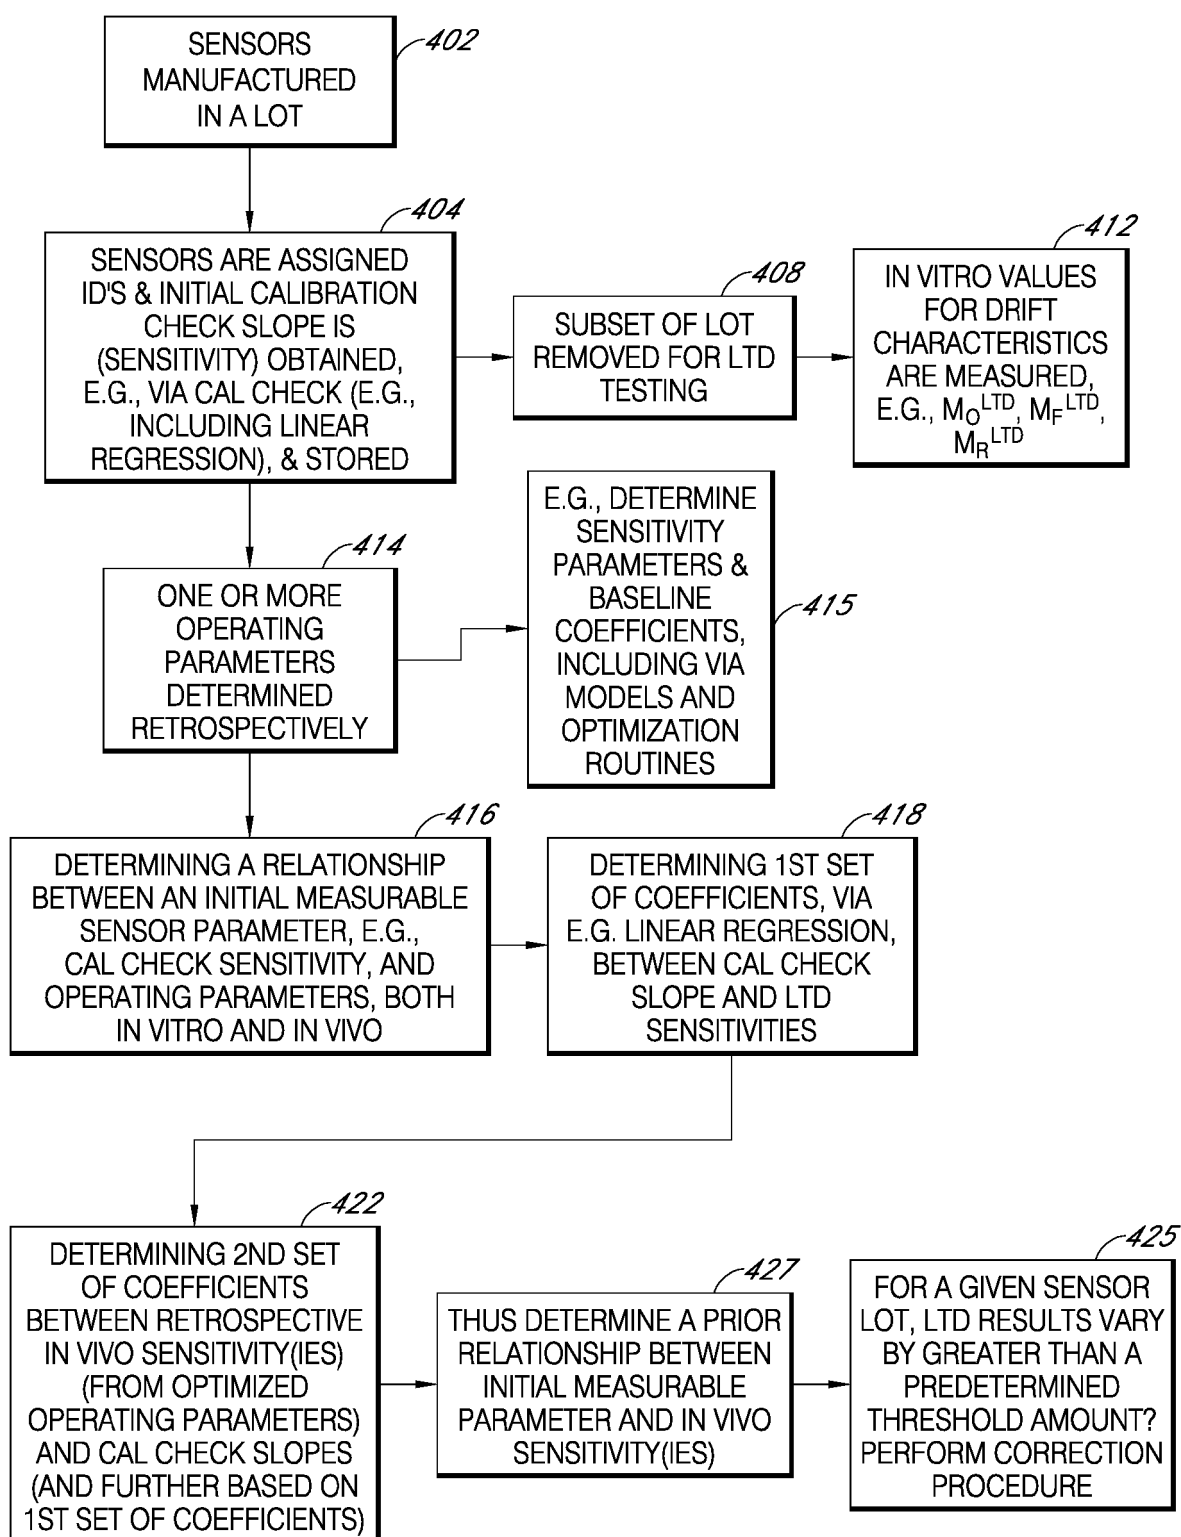 SENSORS
MANUFACTURED
IN A LOT
402
404
SENSORS ARE ASSIGNED
ID'S & INITIAL CALIBRATION
CHECK SLOPE IS
(SENSITIVITY) OBTAINED,
E.G., VIA CAL CHECK (E.G.,
INCLUDING LINEAR
REGRESSION), & STORED
408
SUBSET OF LOT
REMOVED FOR LTD
TESTING
412
IN VITRO VALUES
FOR DRIFT
CHARACTERISTICS
ARE MEASURED,
E.G., M_O^LTD, M_F^LTD,
M_R^LTD
414
ONE OR MORE
OPERATING
PARAMETERS
DETERMINED
RETROSPECTIVELY
E.G., DETERMINE
SENSITIVITY
PARAMETERS &
BASELINE
COEFFICIENTS,
INCLUDING VIA
MODELS AND
OPTIMIZATION
ROUTINES
415
416
DETERMINING A RELATIONSHIP
BETWEEN AN INITIAL MEASURABLE
SENSOR PARAMETER, E.G.,
CAL CHECK SENSITIVITY, AND
OPERATING PARAMETERS, BOTH
IN VITRO AND IN VIVO
418
DETERMINING 1ST SET
OF COEFFICIENTS, VIA
E.G. LINEAR REGRESSION,
BETWEEN CAL CHECK
SLOPE AND LTD
SENSITIVITIES
422
DETERMINING 2ND SET
OF COEFFICIENTS
BETWEEN RETROSPECTIVE
IN VIVO SENSITIVITY(IES)
(FROM OPTIMIZED
OPERATING PARAMETERS)
AND CAL CHECK SLOPES
(AND FURTHER BASED ON
1ST SET OF COEFFICIENTS)
427
THUS DETERMINE A PRIOR
RELATIONSHIP BETWEEN
INITIAL MEASURABLE
PARAMETER AND IN VIVO
SENSITIVITY(IES)
425
FOR A GIVEN SENSOR
LOT, LTD RESULTS VARY
BY GREATER THAN A
PREDETERMINED
THRESHOLD AMOUNT?
PERFORM CORRECTION
PROCEDURE